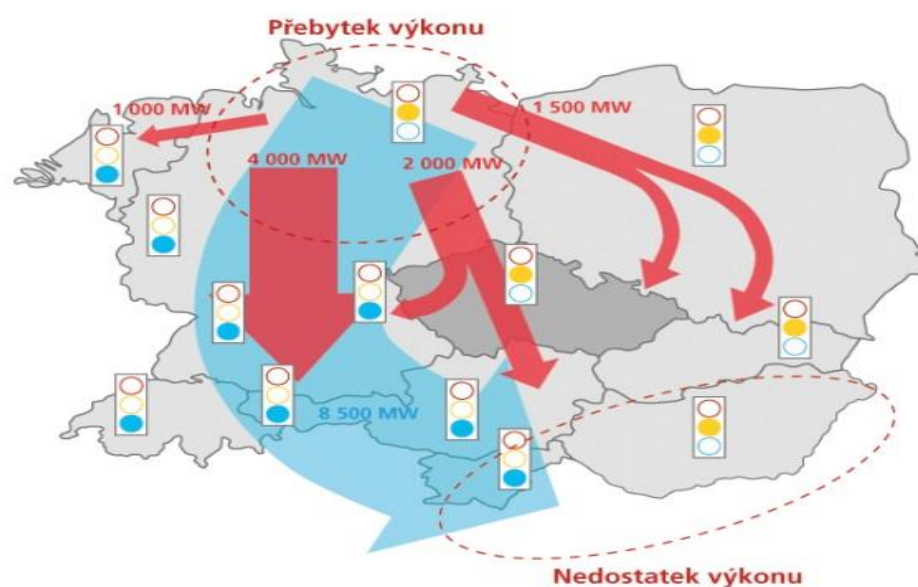 Přebytek výkonu
1 000 MW
1 500 MW
4 000 MW
2 000 MW
8 500 MW
Nedostatek výkonu